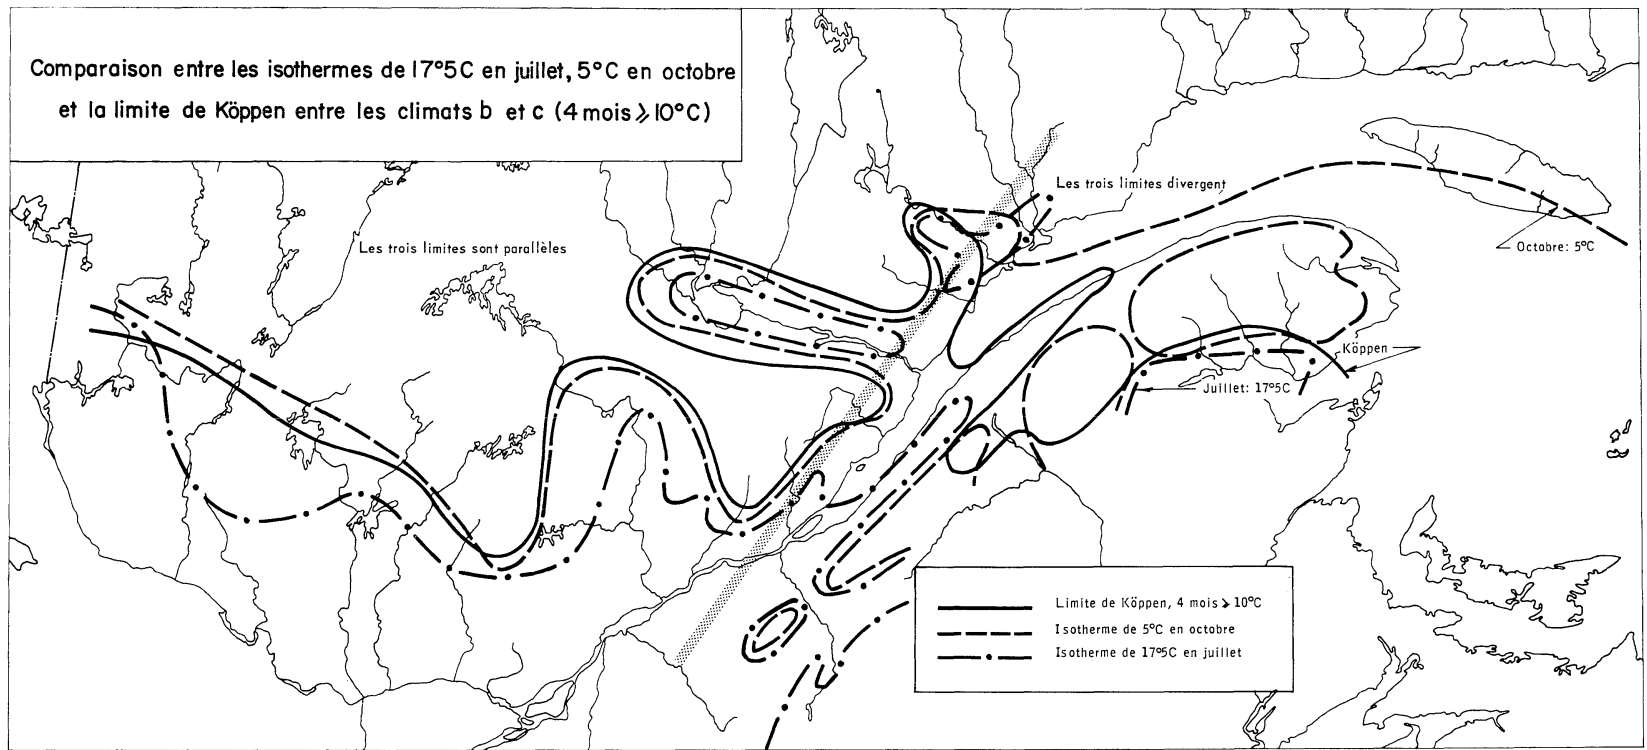 Comparaison entre les isothermes de 17°5C en juillet, 5°C en octobre
et la limite de Köppen entre les climats b et c (4 mois ⩾ 10°C)
Les trois limites divergent
Les trois limites sont parallèles
Octobre: 5°C
Köppen
Juillet: 17°5C
Limite de Köppen, 4 mois ⩾ 10°C
Isotherme de 5°C en octobre
Isotherme de 17°5C en juillet